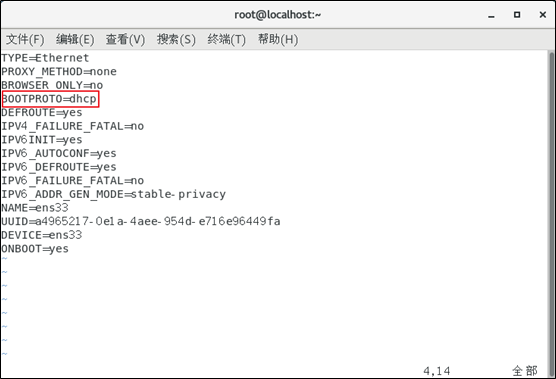 root@localhost:~
文件(F) 编辑(E) 查看(V) 搜索(S) 终端(T) 帮助(H)
TYPE=Ethernet
PROXY_METHOD=none
BROWSER_ONLY=no
BOOTPROTO=dhcp
DEFROUTE=yes
IPV4_FAILURE_FATAL=no
IPV6INIT=yes
IPV6_AUTOCONF=yes
IPV6_DEFROUTE=yes
IPV6_FAILURE_FATAL=no
IPV6_ADDR_GEN_MODE=stable-privacy
NAME=ens33
UUID=a4965217-0e1a-4aee-954d-e716e96449fa
DEVICE=ens33
ONBOOT=yes
~
~
~
~
~
~
~
~
4,14 全部